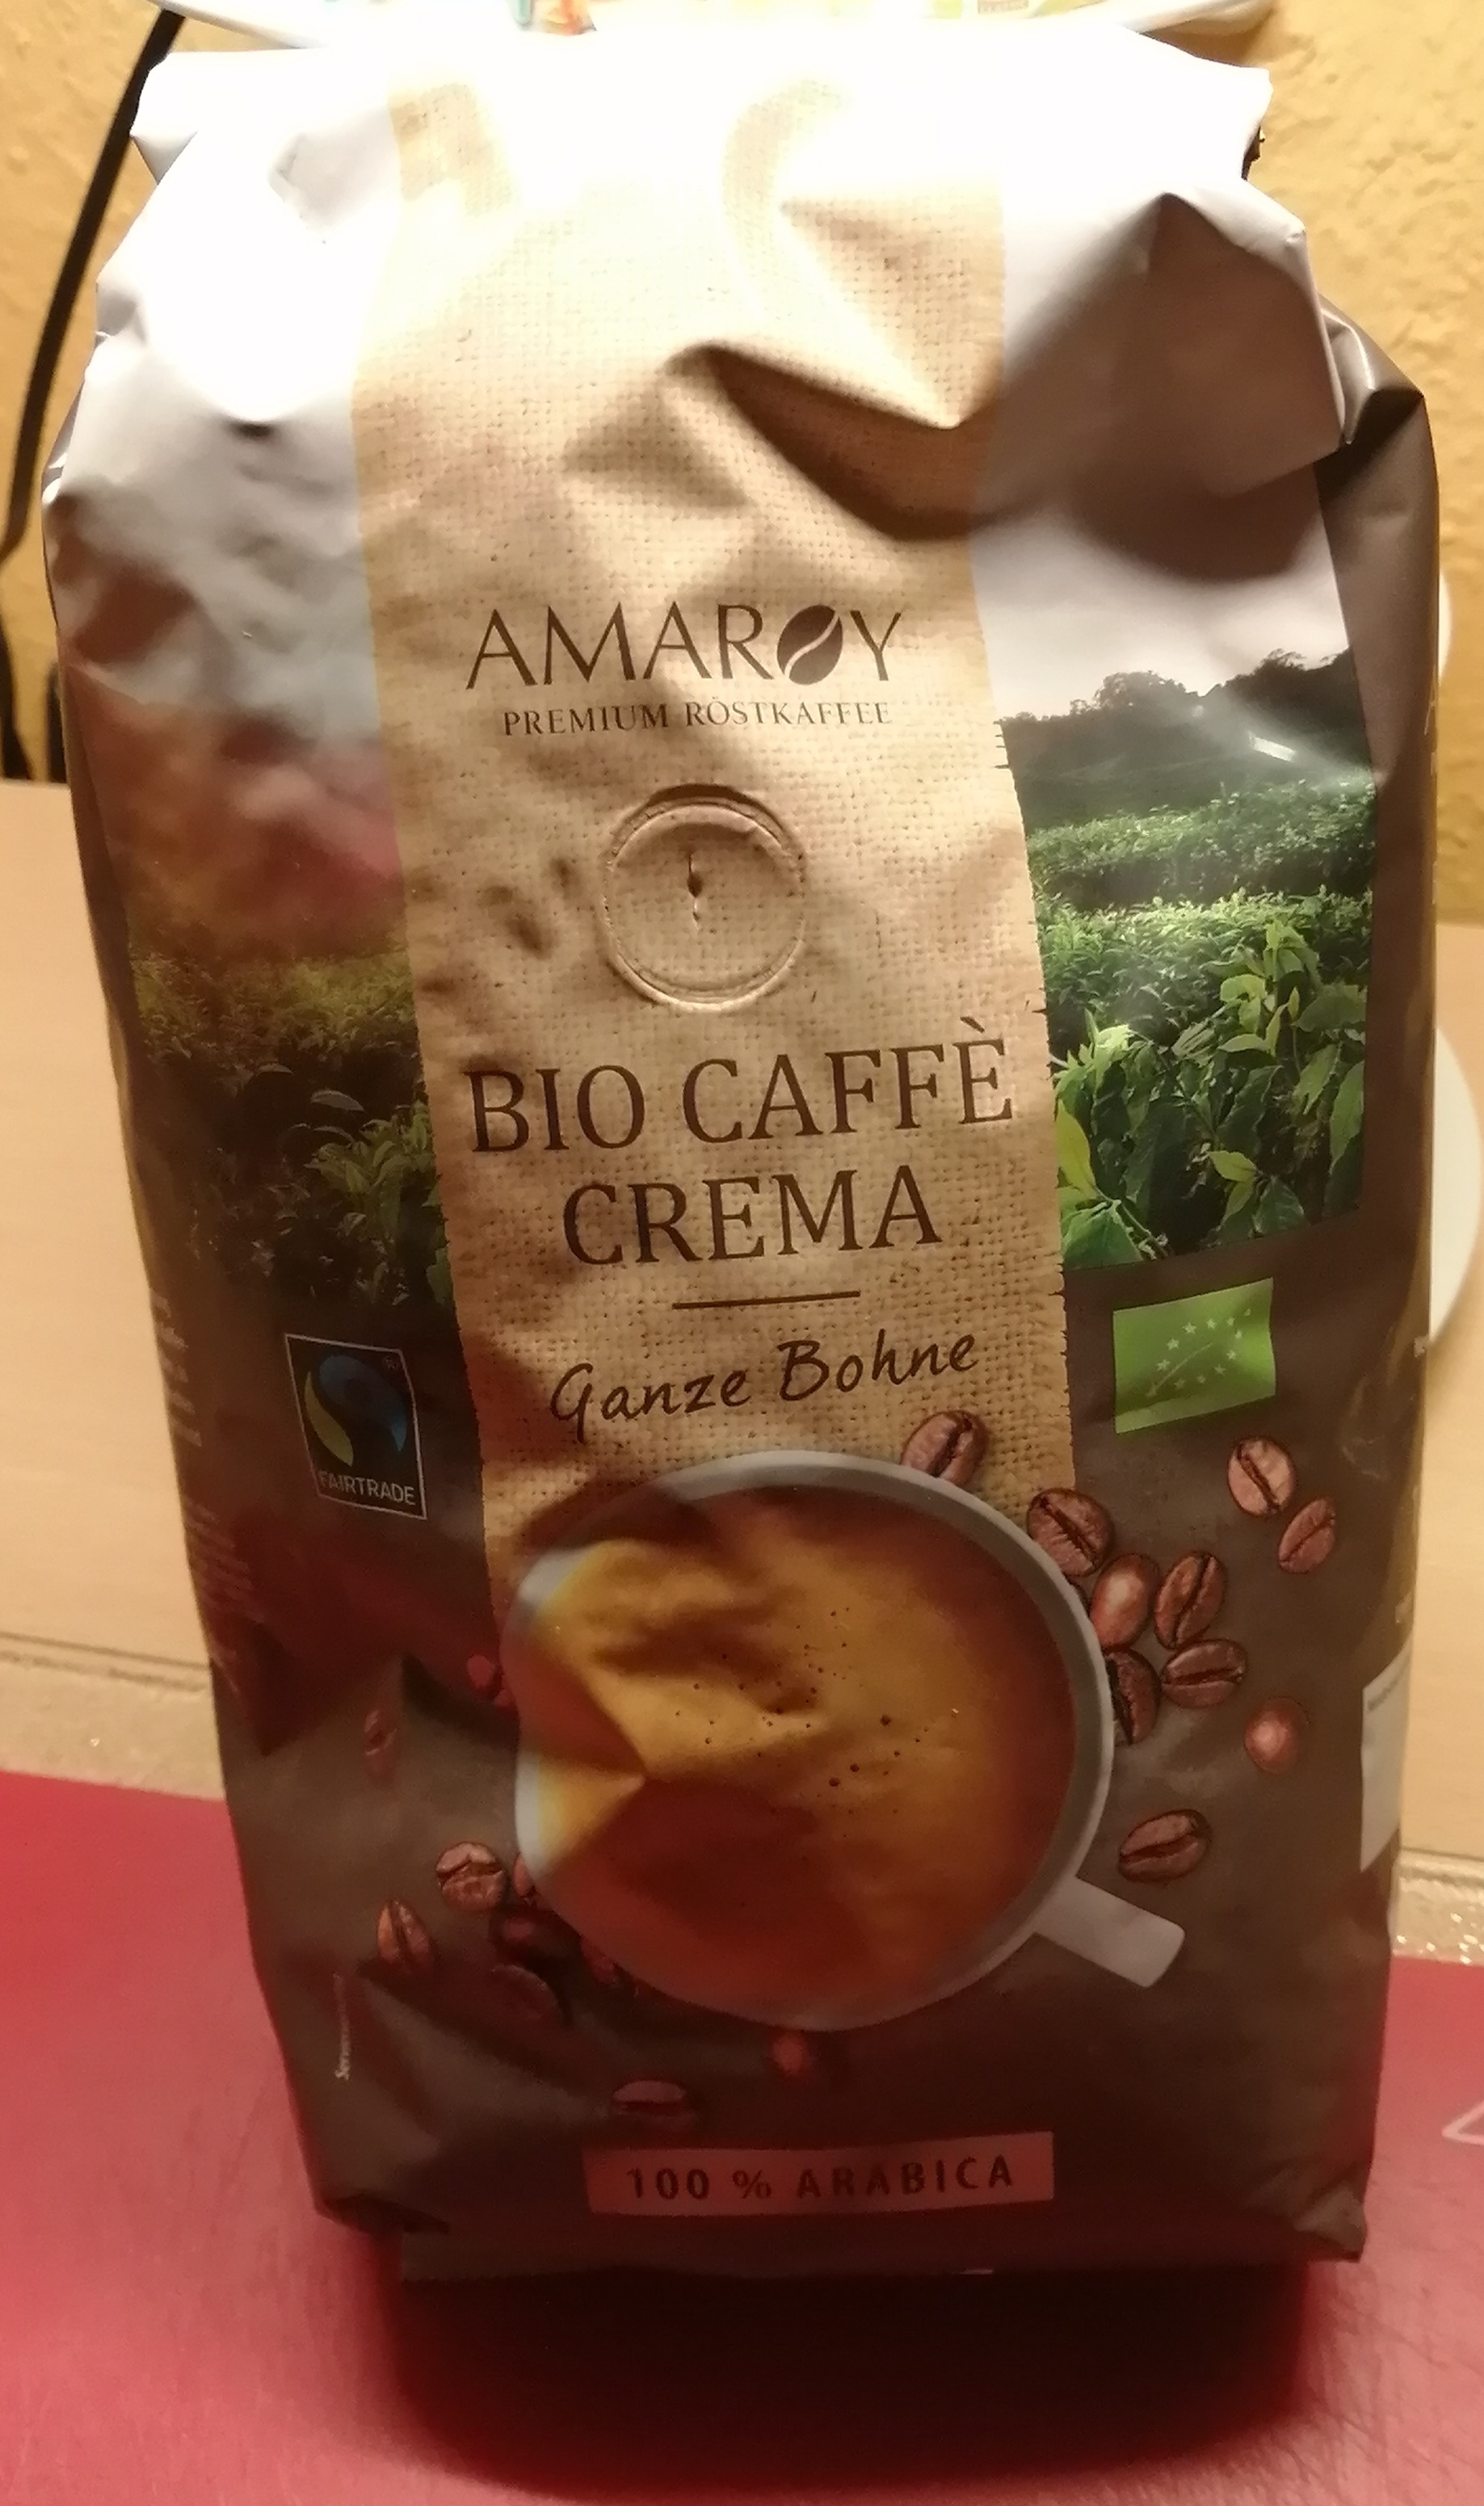 AMAROY
PREMIUM RÖSTKAFFEE
BIO CAFFÈ
CREMA
Ganze Bohne
FAIRTRADE
100 % ARABICA